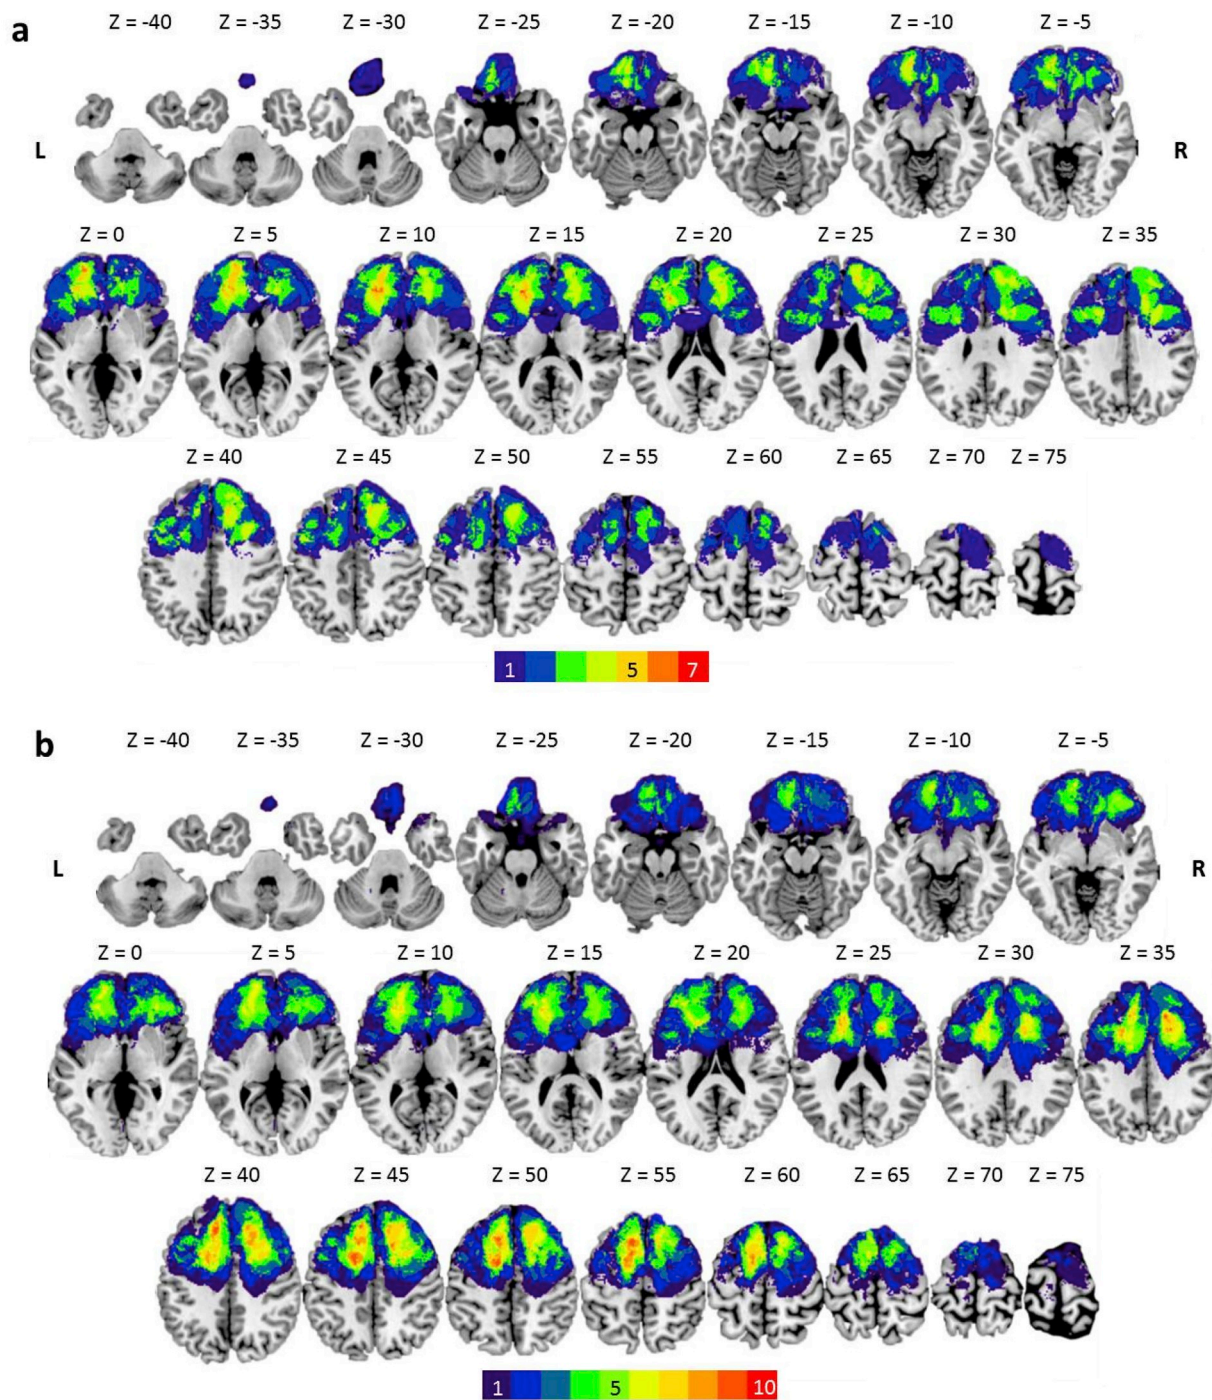 a
Z = -40 Z = -35 Z = -30 Z = -25 Z = -20 Z = -15 Z = -10 Z = -5
L R
Z = 0 Z = 5 Z = 10 Z = 15 Z = 20 Z = 25 Z = 30 Z = 35
Z = 40 Z = 45 Z = 50 Z = 55 Z = 60 Z = 65 Z = 70 Z = 75
1 5 7
b
Z = -40 Z = -35 Z = -30 Z = -25 Z = -20 Z = -15 Z = -10 Z = -5
L R
Z = 0 Z = 5 Z = 10 Z = 15 Z = 20 Z = 25 Z = 30 Z = 35
Z = 40 Z = 45 Z = 50 Z = 55 Z = 60 Z = 65 Z = 70 Z = 75
1 5 10